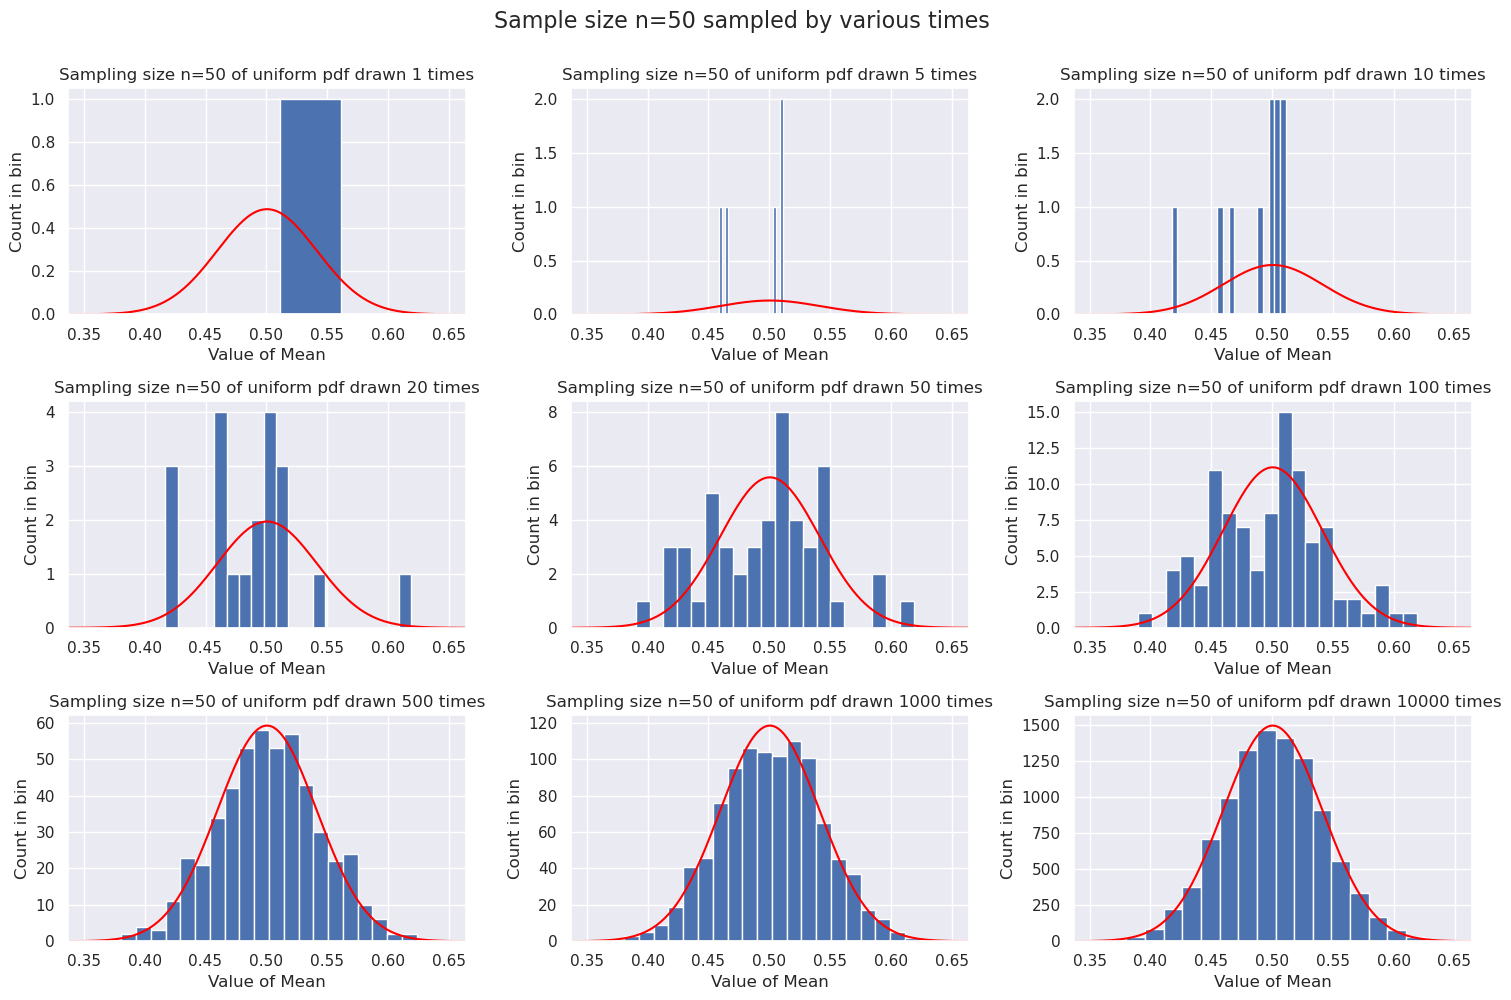 Sample size n=50 sampled by various times
Sampling size n=50 of uniform pdf drawn 1 times
1.0
0.8
0.6
0.4
0.2
0.0
Count in bin
0.35 0.40 0.45 0.50 0.55 0.60 0.65
Value of Mean
Sampling size n=50 of uniform pdf drawn 5 times
2.0
1.5
1.0
0.5
0.0
Count in bin
0.35 0.40 0.45 0.50 0.55 0.60 0.65
Value of Mean
Sampling size n=50 of uniform pdf drawn 10 times
2.0
1.5
1.0
0.5
0.0
Count in bin
0.35 0.40 0.45 0.50 0.55 0.60 0.65
Value of Mean
Sampling size n=50 of uniform pdf drawn 20 times
4
3
2
1
0
Count in bin
0.35 0.40 0.45 0.50 0.55 0.60 0.65
Value of Mean
Sampling size n=50 of uniform pdf drawn 50 times
8
6
4
2
0
Count in bin
0.35 0.40 0.45 0.50 0.55 0.60 0.65
Value of Mean
Sampling size n=50 of uniform pdf drawn 100 times
15.0
12.5
10.0
7.5
5.0
2.5
0.0
Count in bin
0.35 0.40 0.45 0.50 0.55 0.60 0.65
Value of Mean
Sampling size n=50 of uniform pdf drawn 500 times
60
50
40
30
20
10
0
Count in bin
0.35 0.40 0.45 0.50 0.55 0.60 0.65
Value of Mean
Sampling size n=50 of uniform pdf drawn 1000 times
120
100
80
60
40
20
0
Count in bin
0.35 0.40 0.45 0.50 0.55 0.60 0.65
Value of Mean
Sampling size n=50 of uniform pdf drawn 10000 times
1500
1250
1000
750
500
250
0
Count in bin
0.35 0.40 0.45 0.50 0.55 0.60 0.65
Value of Mean